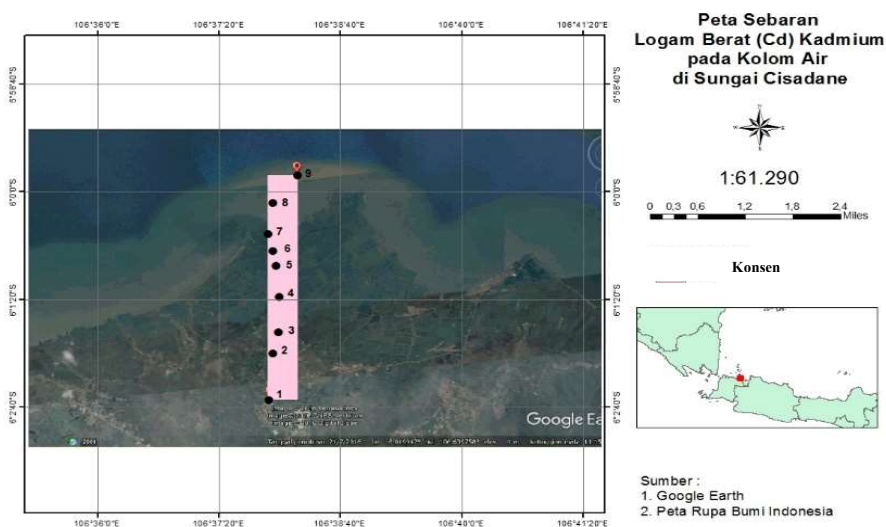 106°36'0"E 106°37'20"E 106°38'40"E 106°40'0"E 106°41'20"E
6°58'40"S 6°58'40"S
6°0'0"S 6°0'0"S
6°1'20"S 6°1'20"S
6°2'40"S 6°2'40"S
9
8
7
6
5
4
3
2
1
Google Ea
106°36'0"E 106°37'20"E 106°38'40"E 106°40'0"E 106°41'20"E
Peta Sebaran
Logam Berat (Cd) Kadmium
pada Kolom Air
di Sungai Cisadane
1:61.290
0 0,3 0,6 1,2 1,8 2,4
Miles
Konsen
Sumber :
1. Google Earth
2. Peta Rupa Bumi Indonesia